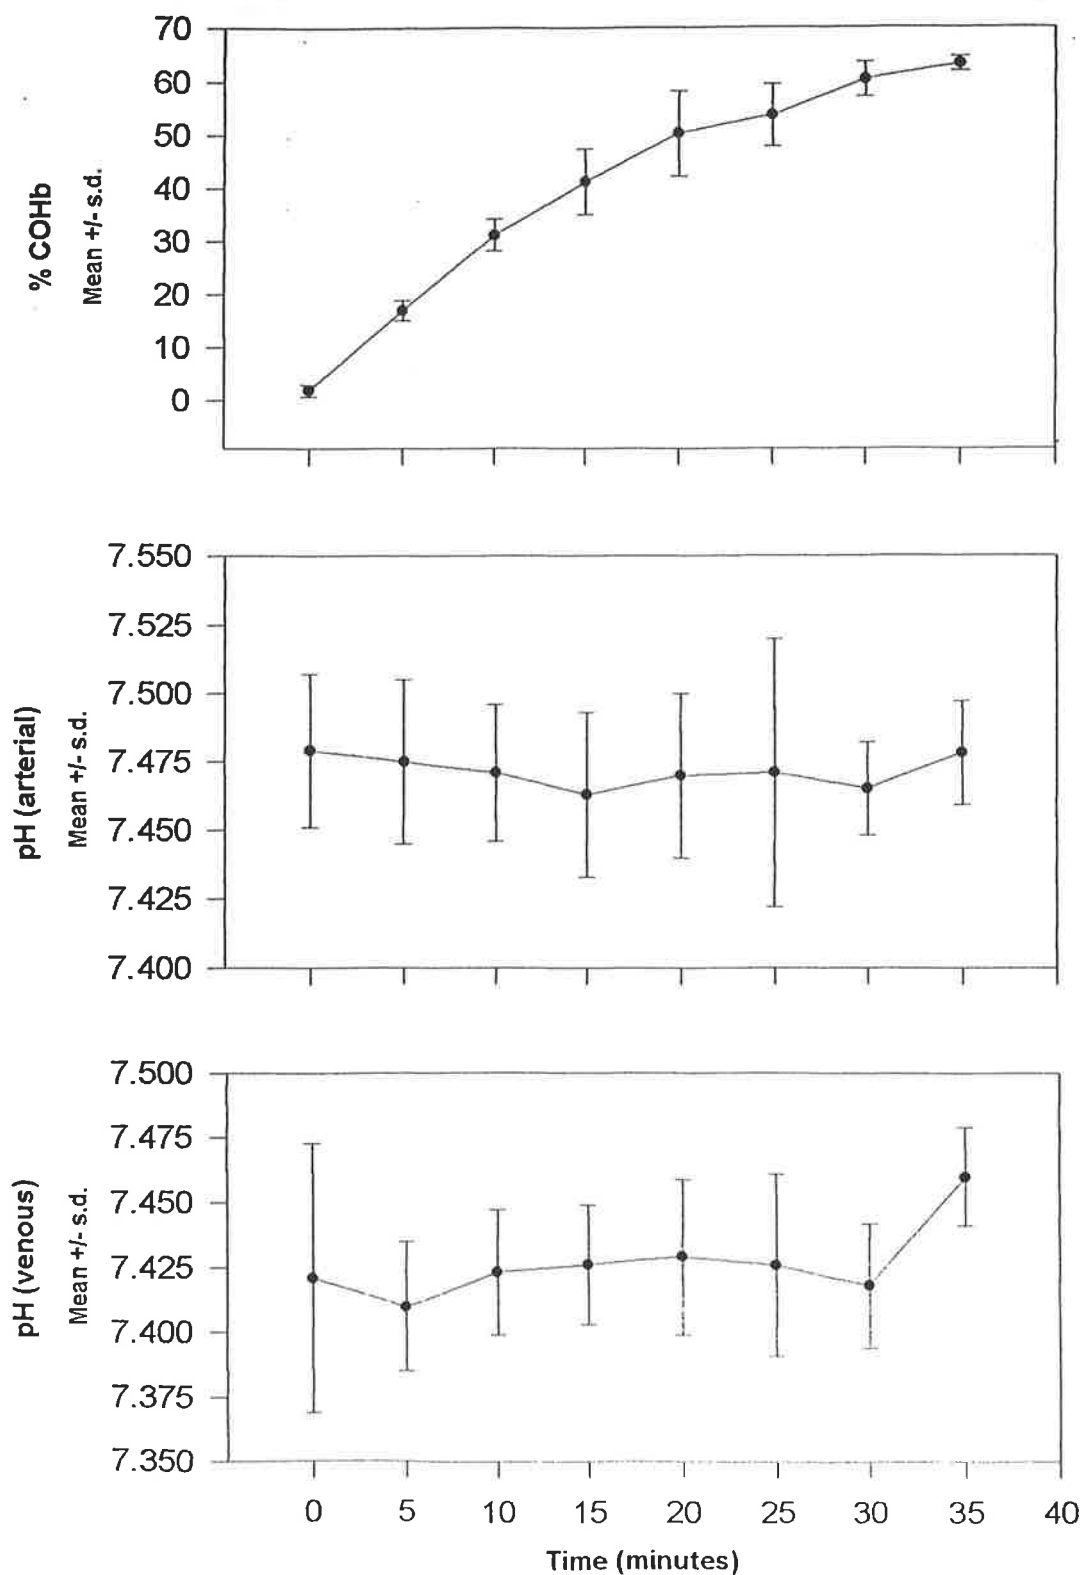 70
60
50
40
30
20
10
0
% COHb
Mean +/- s.d.
7.550
7.525
7.500
7.475
7.450
7.425
7.400
pH (arterial)
Mean +/- s.d.
7.500
7.475
7.450
7.425
7.400
7.375
7.350
pH (venous)
Mean +/- s.d.
0 5 10 15 20 25 30 35 40
Time (minutes)